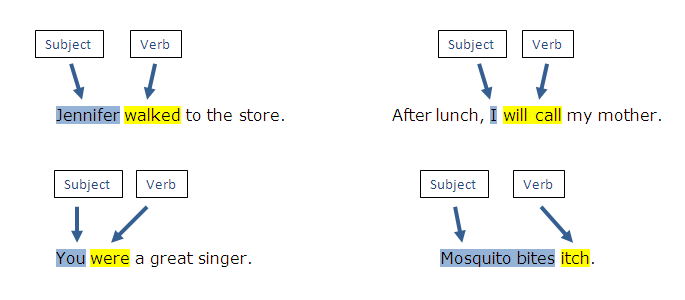 Subject Verb
Subject Verb
Jennifer walked to the store.
After lunch, I will call my mother.
Subject Verb
Subject Verb
You were a great singer.
Mosquito bites itch.